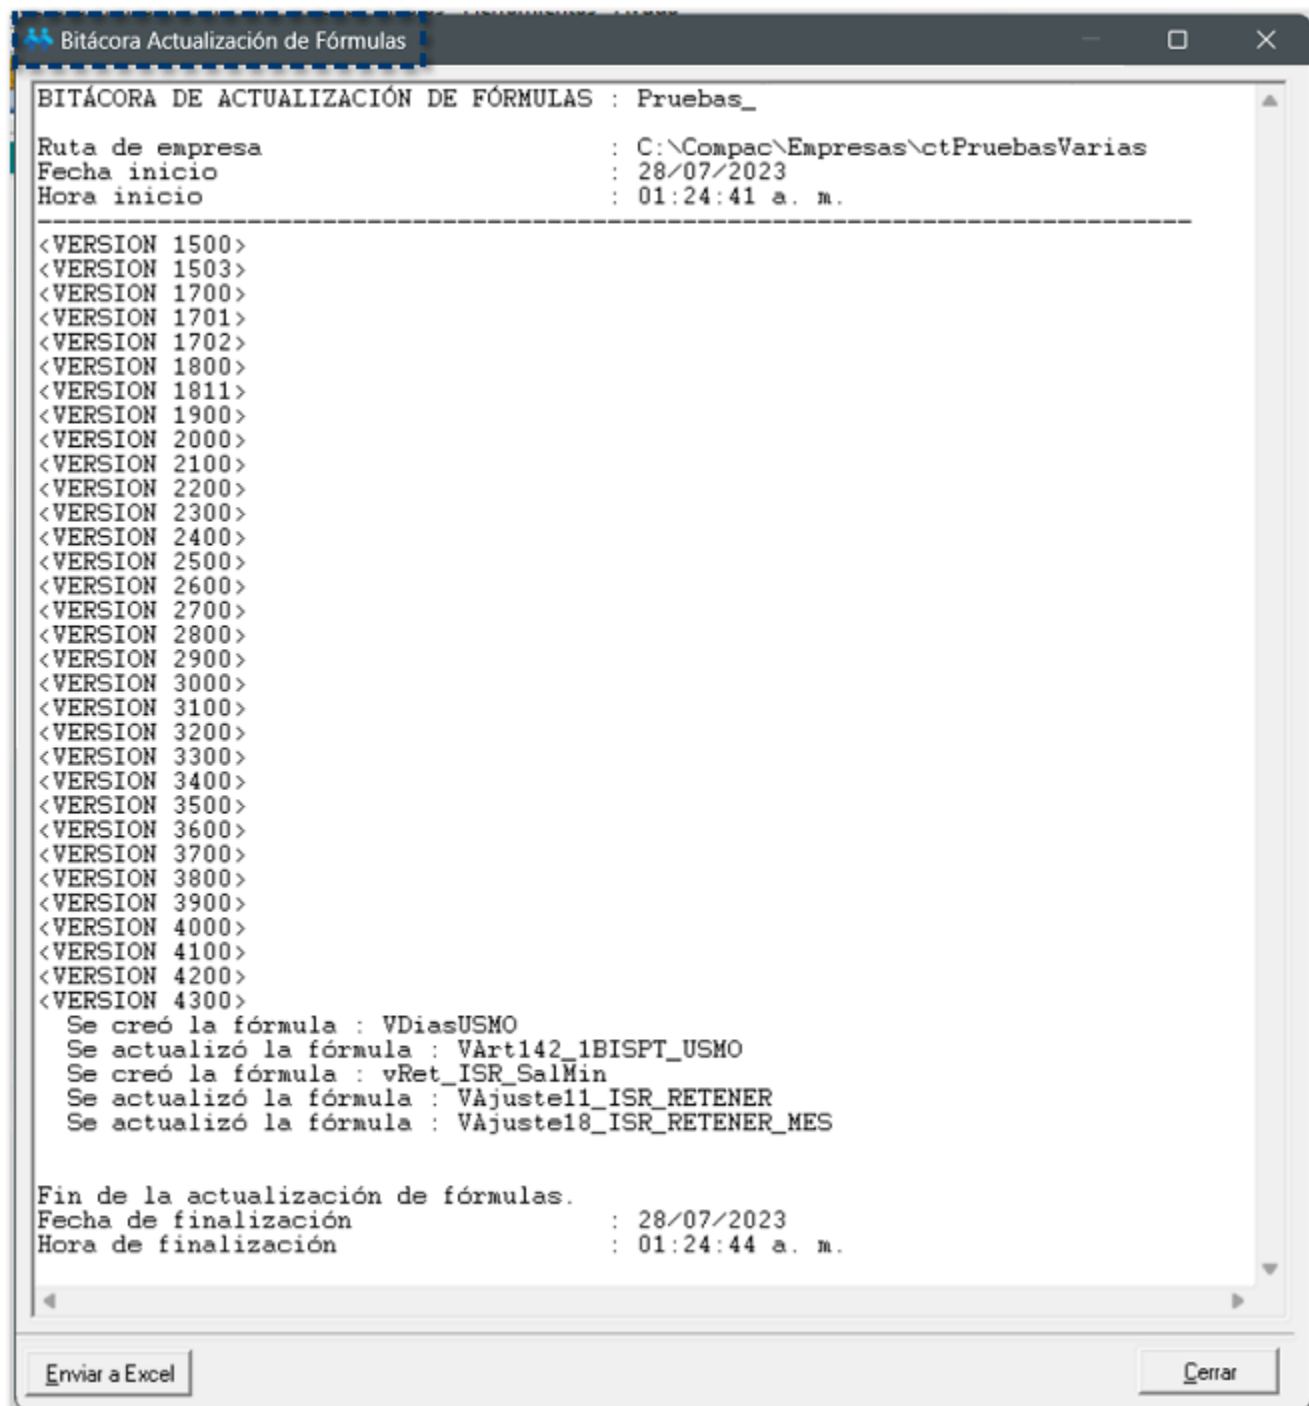 Bitácora Actualización de Fórmulas
BITÁCORA DE ACTUALIZACIÓN DE FÓRMULAS : Pruebas_
Ruta de empresa : C:\Compac\Empresas\ctPruebasVarias
Fecha inicio : 28/07/2023
Hora inicio : 01:24:41 a. m.
<VERSION 1500>
<VERSION 1503>
<VERSION 1700>
<VERSION 1701>
<VERSION 1702>
<VERSION 1800>
<VERSION 1811>
<VERSION 1900>
<VERSION 2000>
<VERSION 2100>
<VERSION 2200>
<VERSION 2300>
<VERSION 2400>
<VERSION 2500>
<VERSION 2600>
<VERSION 2700>
<VERSION 2800>
<VERSION 2900>
<VERSION 3000>
<VERSION 3100>
<VERSION 3200>
<VERSION 3300>
<VERSION 3400>
<VERSION 3500>
<VERSION 3600>
<VERSION 3700>
<VERSION 3800>
<VERSION 3900>
<VERSION 4000>
<VERSION 4100>
<VERSION 4200>
<VERSION 4300>
Se creó la fórmula : VDiasUSMO
Se actualizó la fórmula : VArt142_1BISPT_USMO
Se creó la fórmula : vRet_ISR_SalMin
Se actualizó la fórmula : VAjuste11_ISR_RETENER
Se actualizó la fórmula : VAjuste18_ISR_RETENER_MES
Fin de la actualización de fórmulas.
Fecha de finalización : 28/07/2023
Hora de finalización : 01:24:44 a. m.
Enviar a Excel
Cerrar